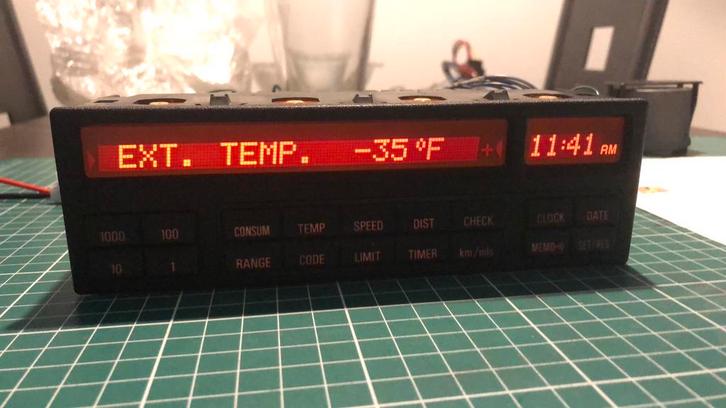 EXT. TEMP. -35°F +
11:41 AM
1000 100
CONSUM TEMP SPEED DIST CHECK
CLOCK DATE
10 1
RANGE CODE LIMIT TIMER km/mls
MEMO SET/RES